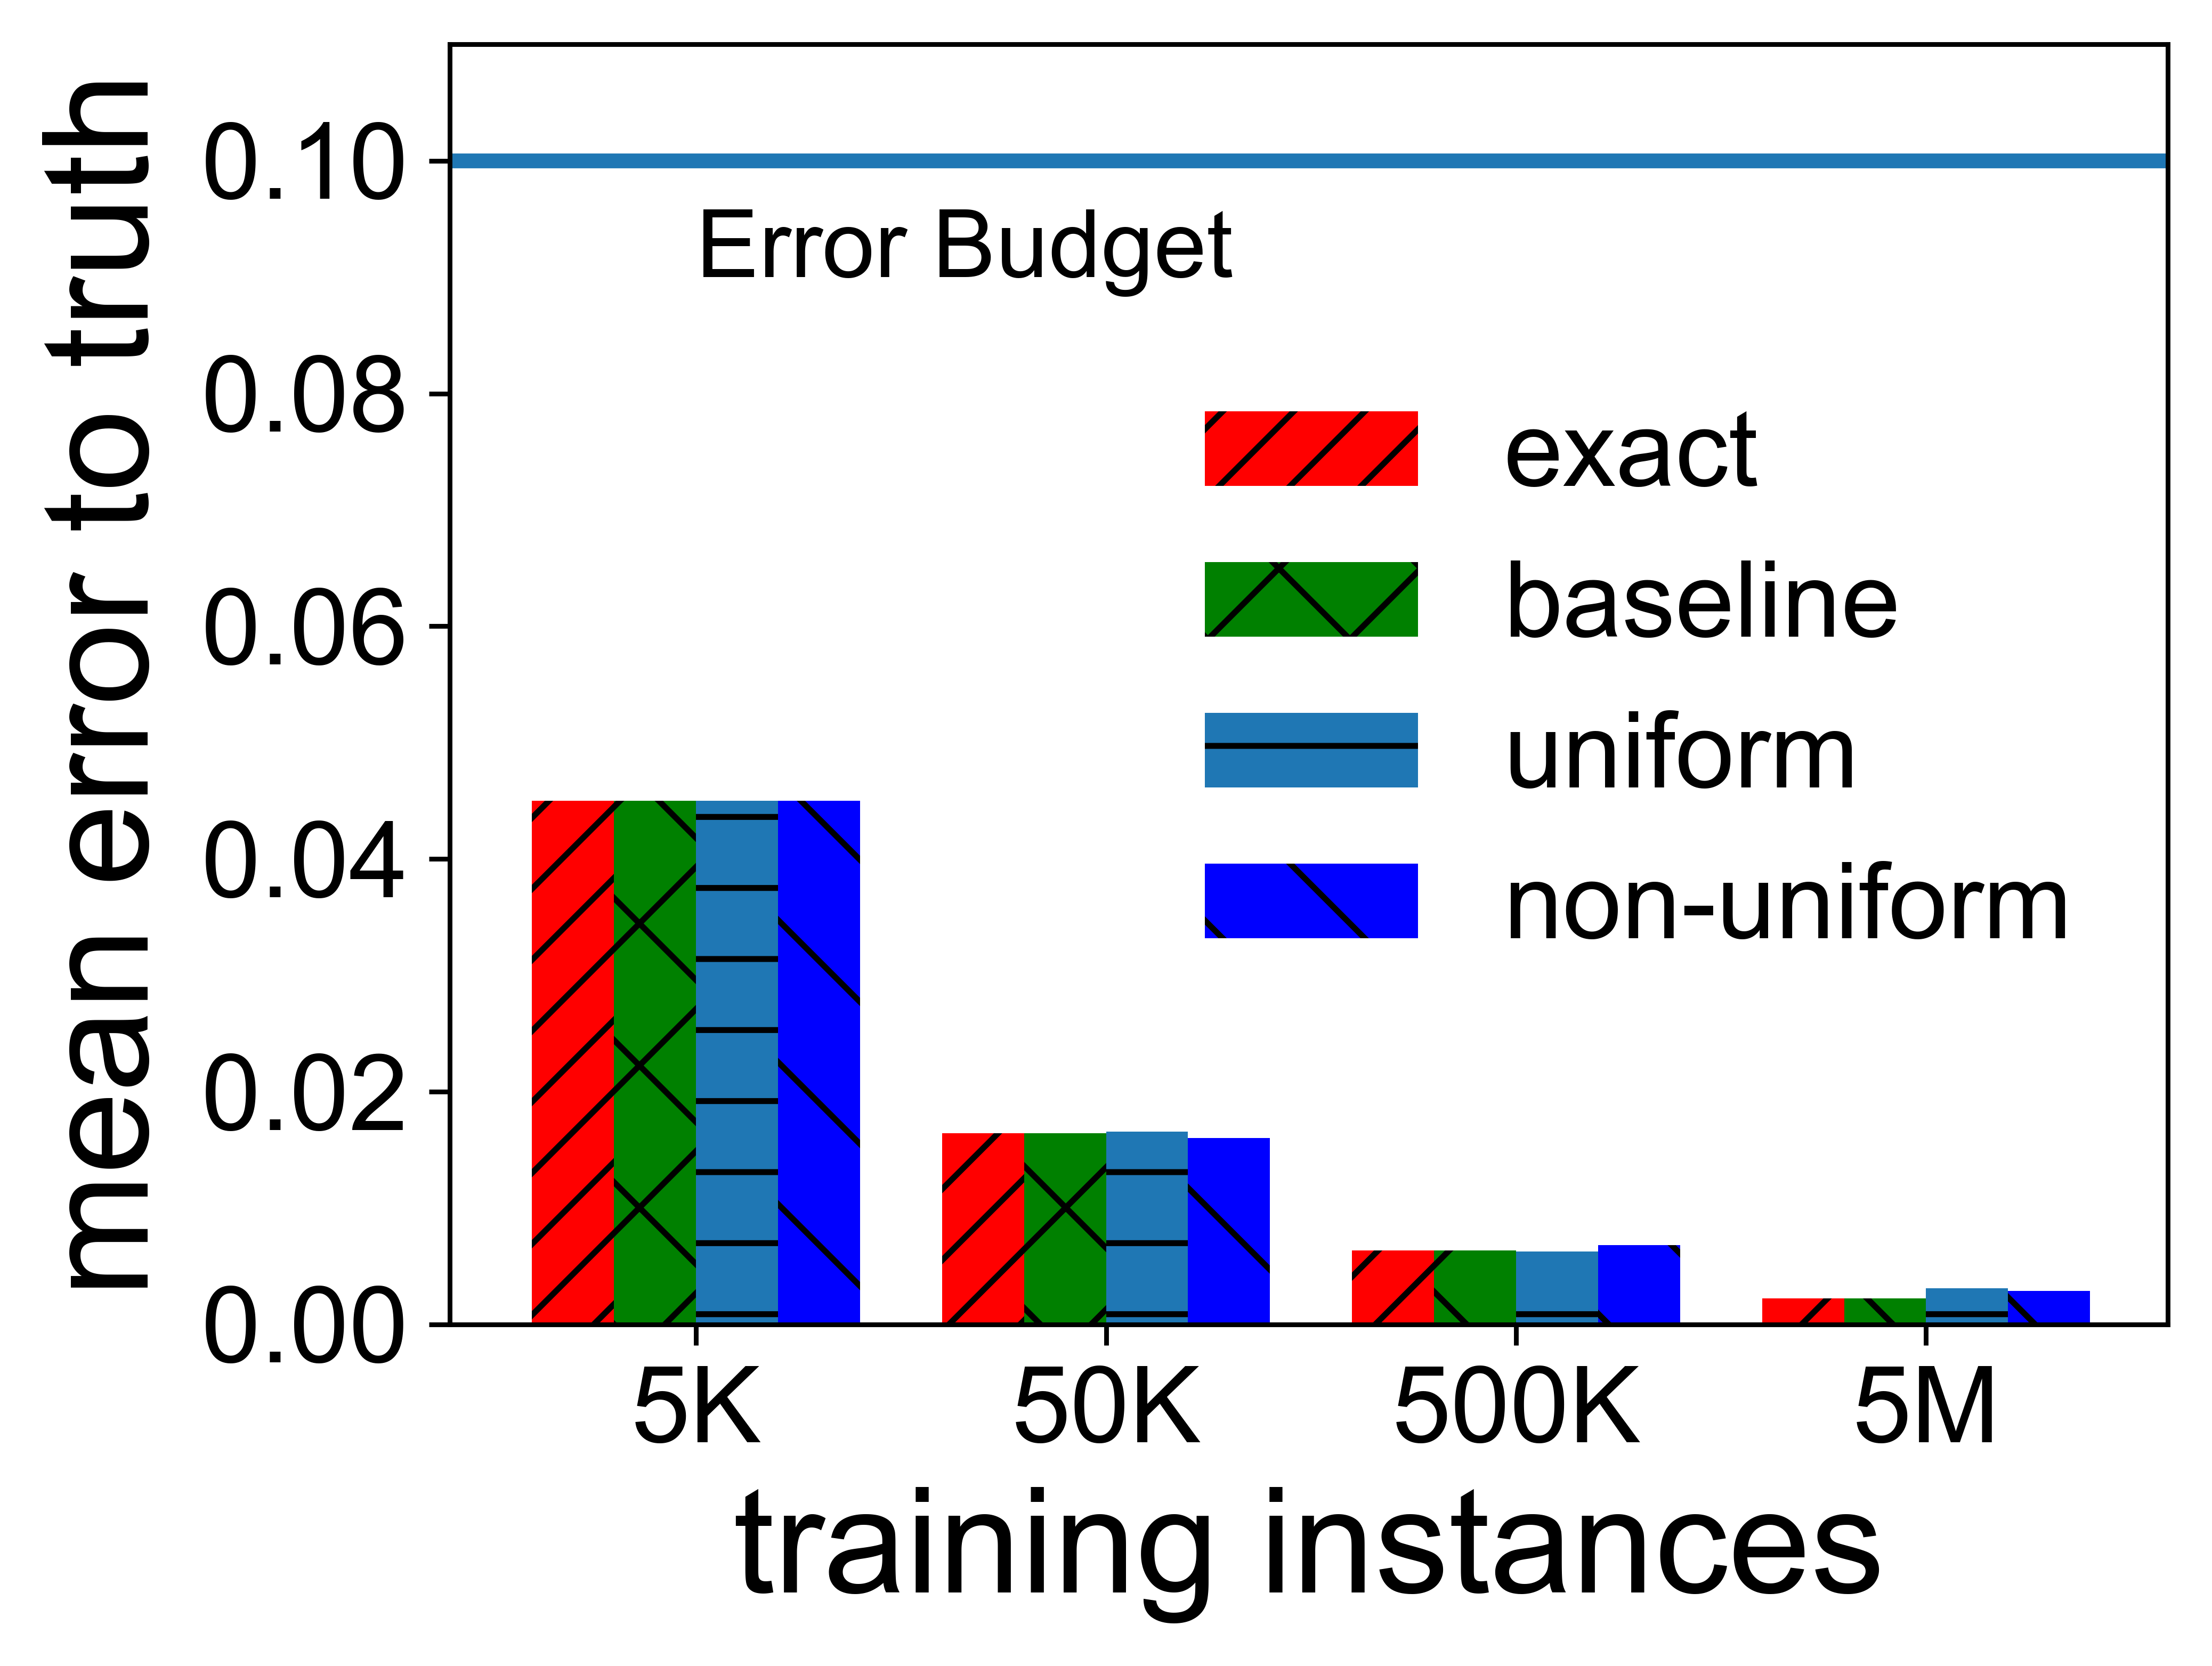 mean error to truth
0.10
0.08
0.06
0.04
0.02
0.00
Error Budget
exact
baseline
uniform
non-uniform
5K 50K 500K 5M
training instances